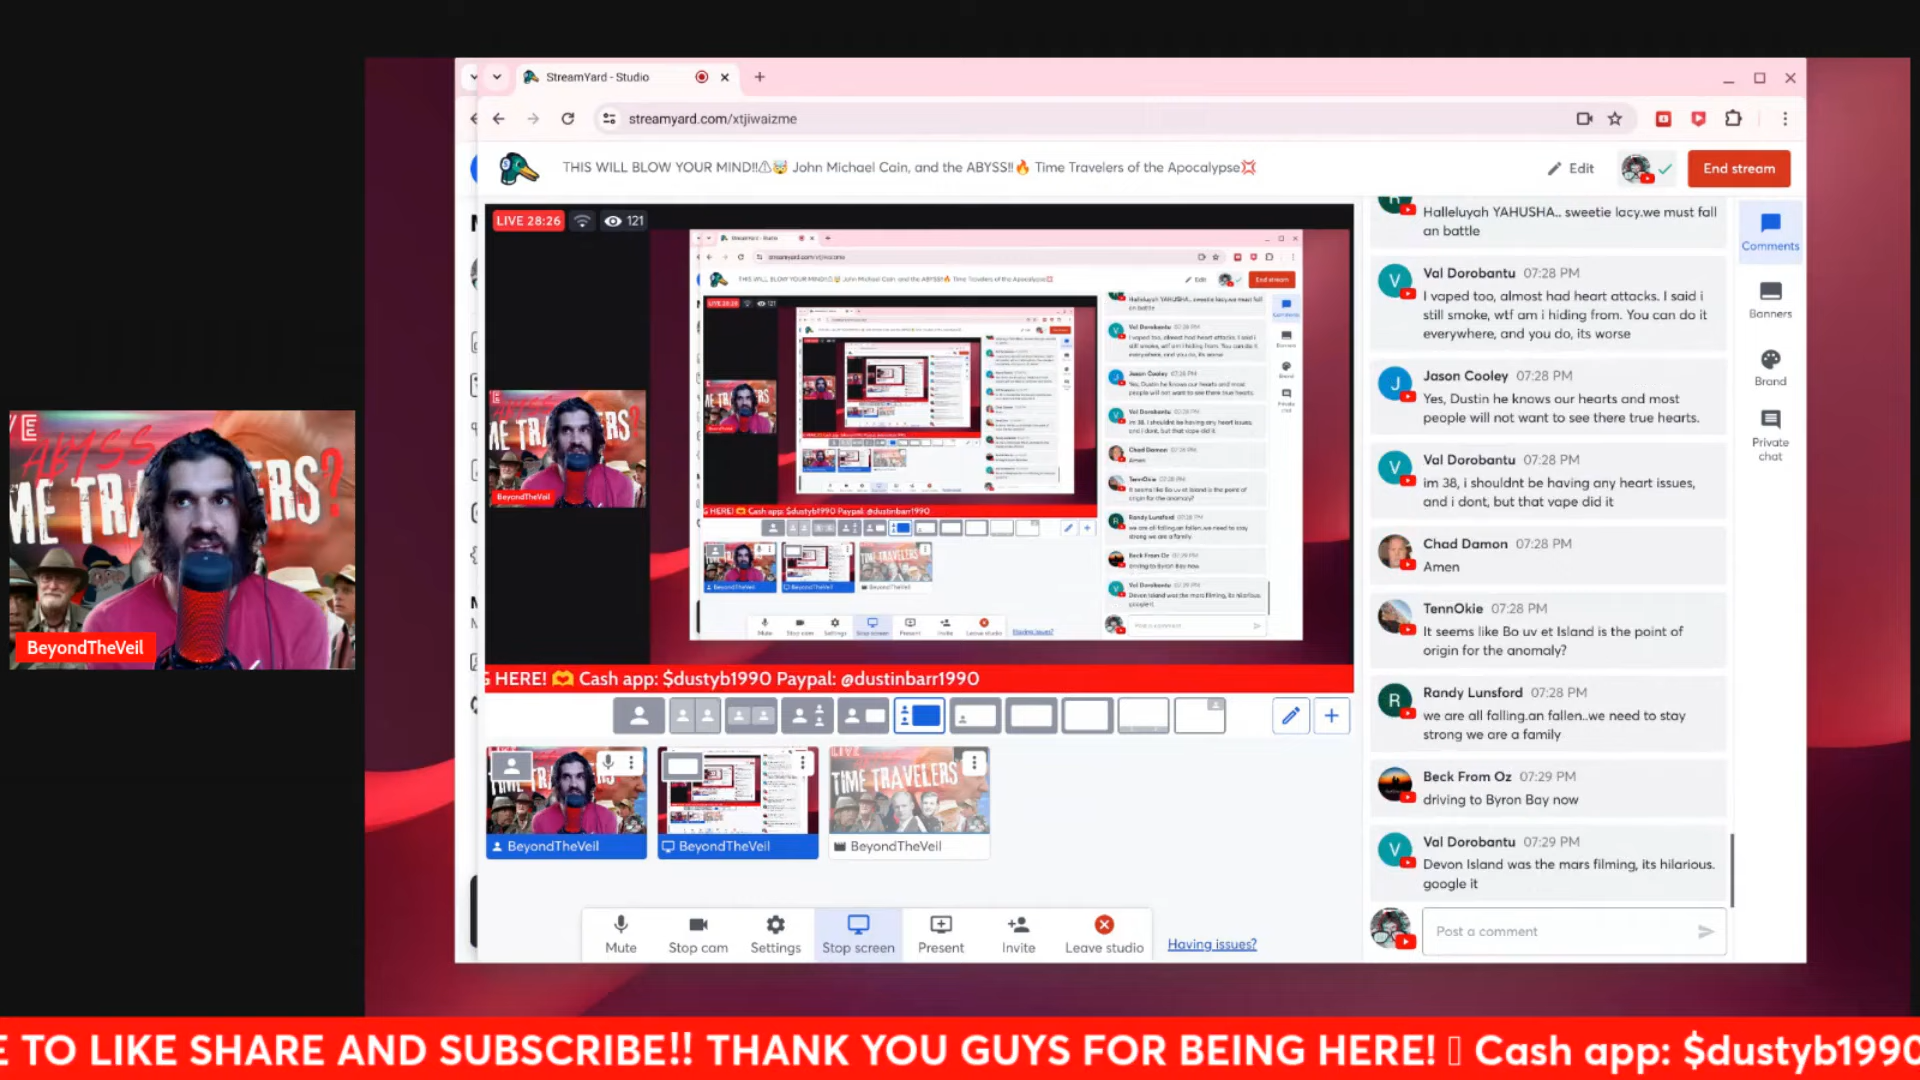 StreamYard - Studio
streamyard.com/xtjiwaizme
THIS WILL BLOW YOUR MIND!!⚠🤯 John Michael Cain, and the ABYSS!!🔥 Time Travelers of the Apocalypse💢
Edit
End stream
LIVE 28:26
121
Halleluyah YAHUSHA.. sweetie lacy.we must fall
an battle
Val Dorobantu 07:28 PM
I vaped too, almost had heart attacks. I said i
still smoke, wtf am i hiding from. You can do it
everywhere, and you do, its worse
Jason Cooley 07:28 PM
Yes, Dustin he knows our hearts and most
people will not want to see there true hearts.
Val Dorobantu 07:28 PM
im 38, i shouldnt be having any heart issues,
and i dont, but that vape did it
Chad Damon 07:28 PM
Amen
TennOkie 07:28 PM
It seems like Bo uv et Island is the point of
origin for the anomaly?
Randy Lunsford 07:28 PM
we are all falling.an fallen..we need to stay
strong we are a family
Beck From Oz 07:29 PM
driving to Byron Bay now
Val Dorobantu 07:29 PM
Devon Island was the mars filming, its hilarious.
google it
Post a comment
Comments
Banners
Brand
Private
chat
ABYSS
ME TRA
ERS?
BeyondTheVeil
BeyondTheVeil
HERE! 🫶 Cash app: $dustyb1990 Paypal: @dustinbarr1990
TIME TRAVELERS
BeyondTheVeil
BeyondTheVeil
BeyondTheVeil
Mute
Stop cam
Settings
Stop screen
Present
Invite
Leave studio
Having issues?
E TO LIKE SHARE AND SUBSCRIBE!! THANK YOU GUYS FOR BEING HERE! Cash app: $dustyb1990